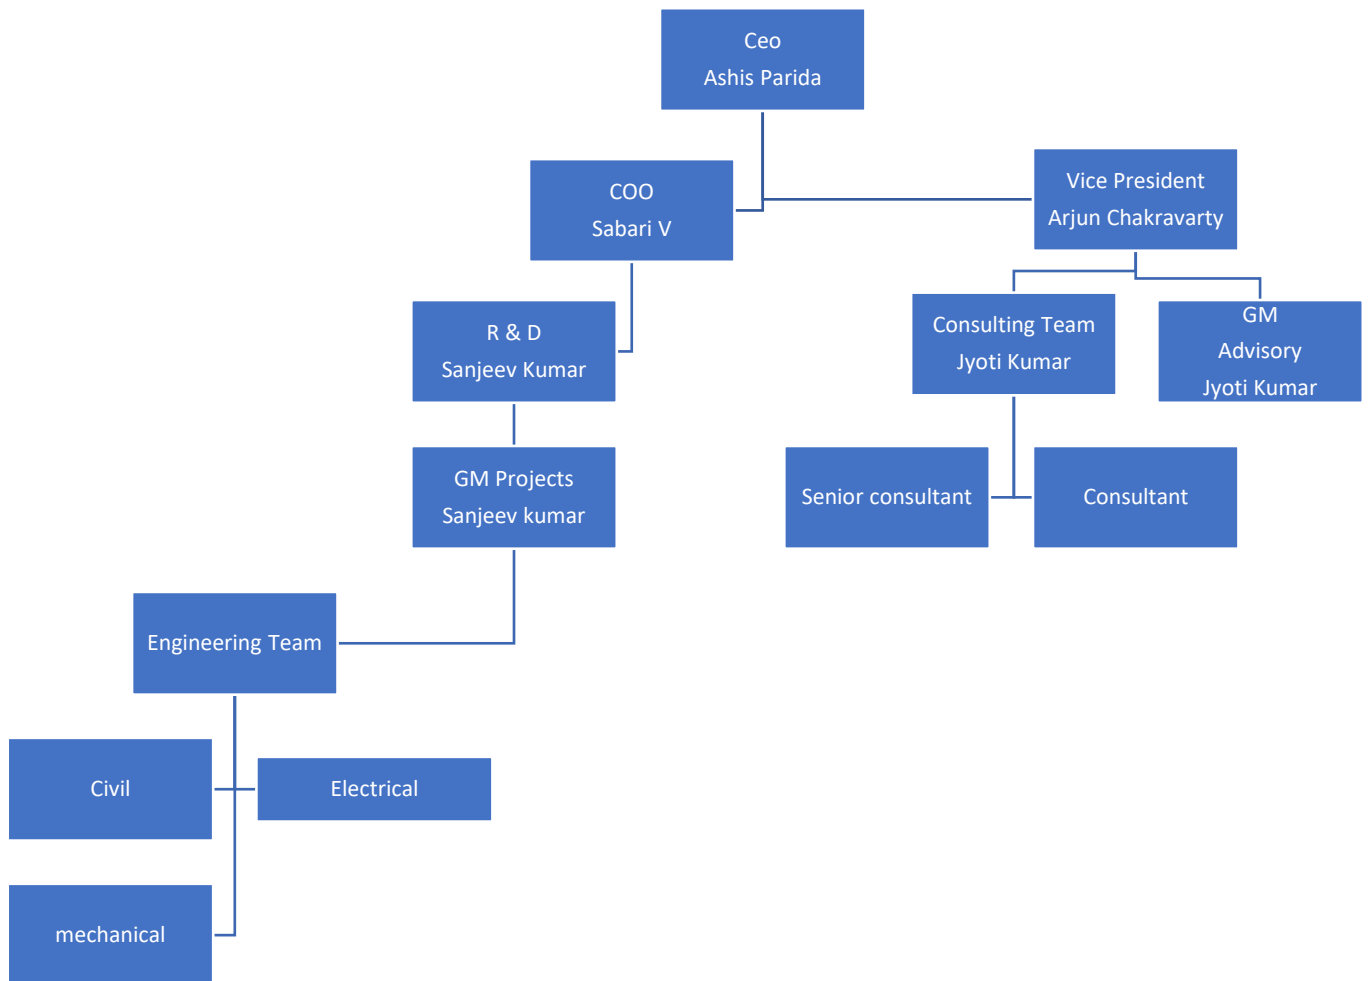 Ceo
Ashis Parida
COO
Sabari V
Vice President
Arjun Chakravarty
R & D
Sanjeev Kumar
Consulting Team
Jyoti Kumar
GM
Advisory
Jyoti Kumar
GM Projects
Sanjeev kumar
Senior consultant
Consultant
Engineering Team
Civil
Electrical
mechanical